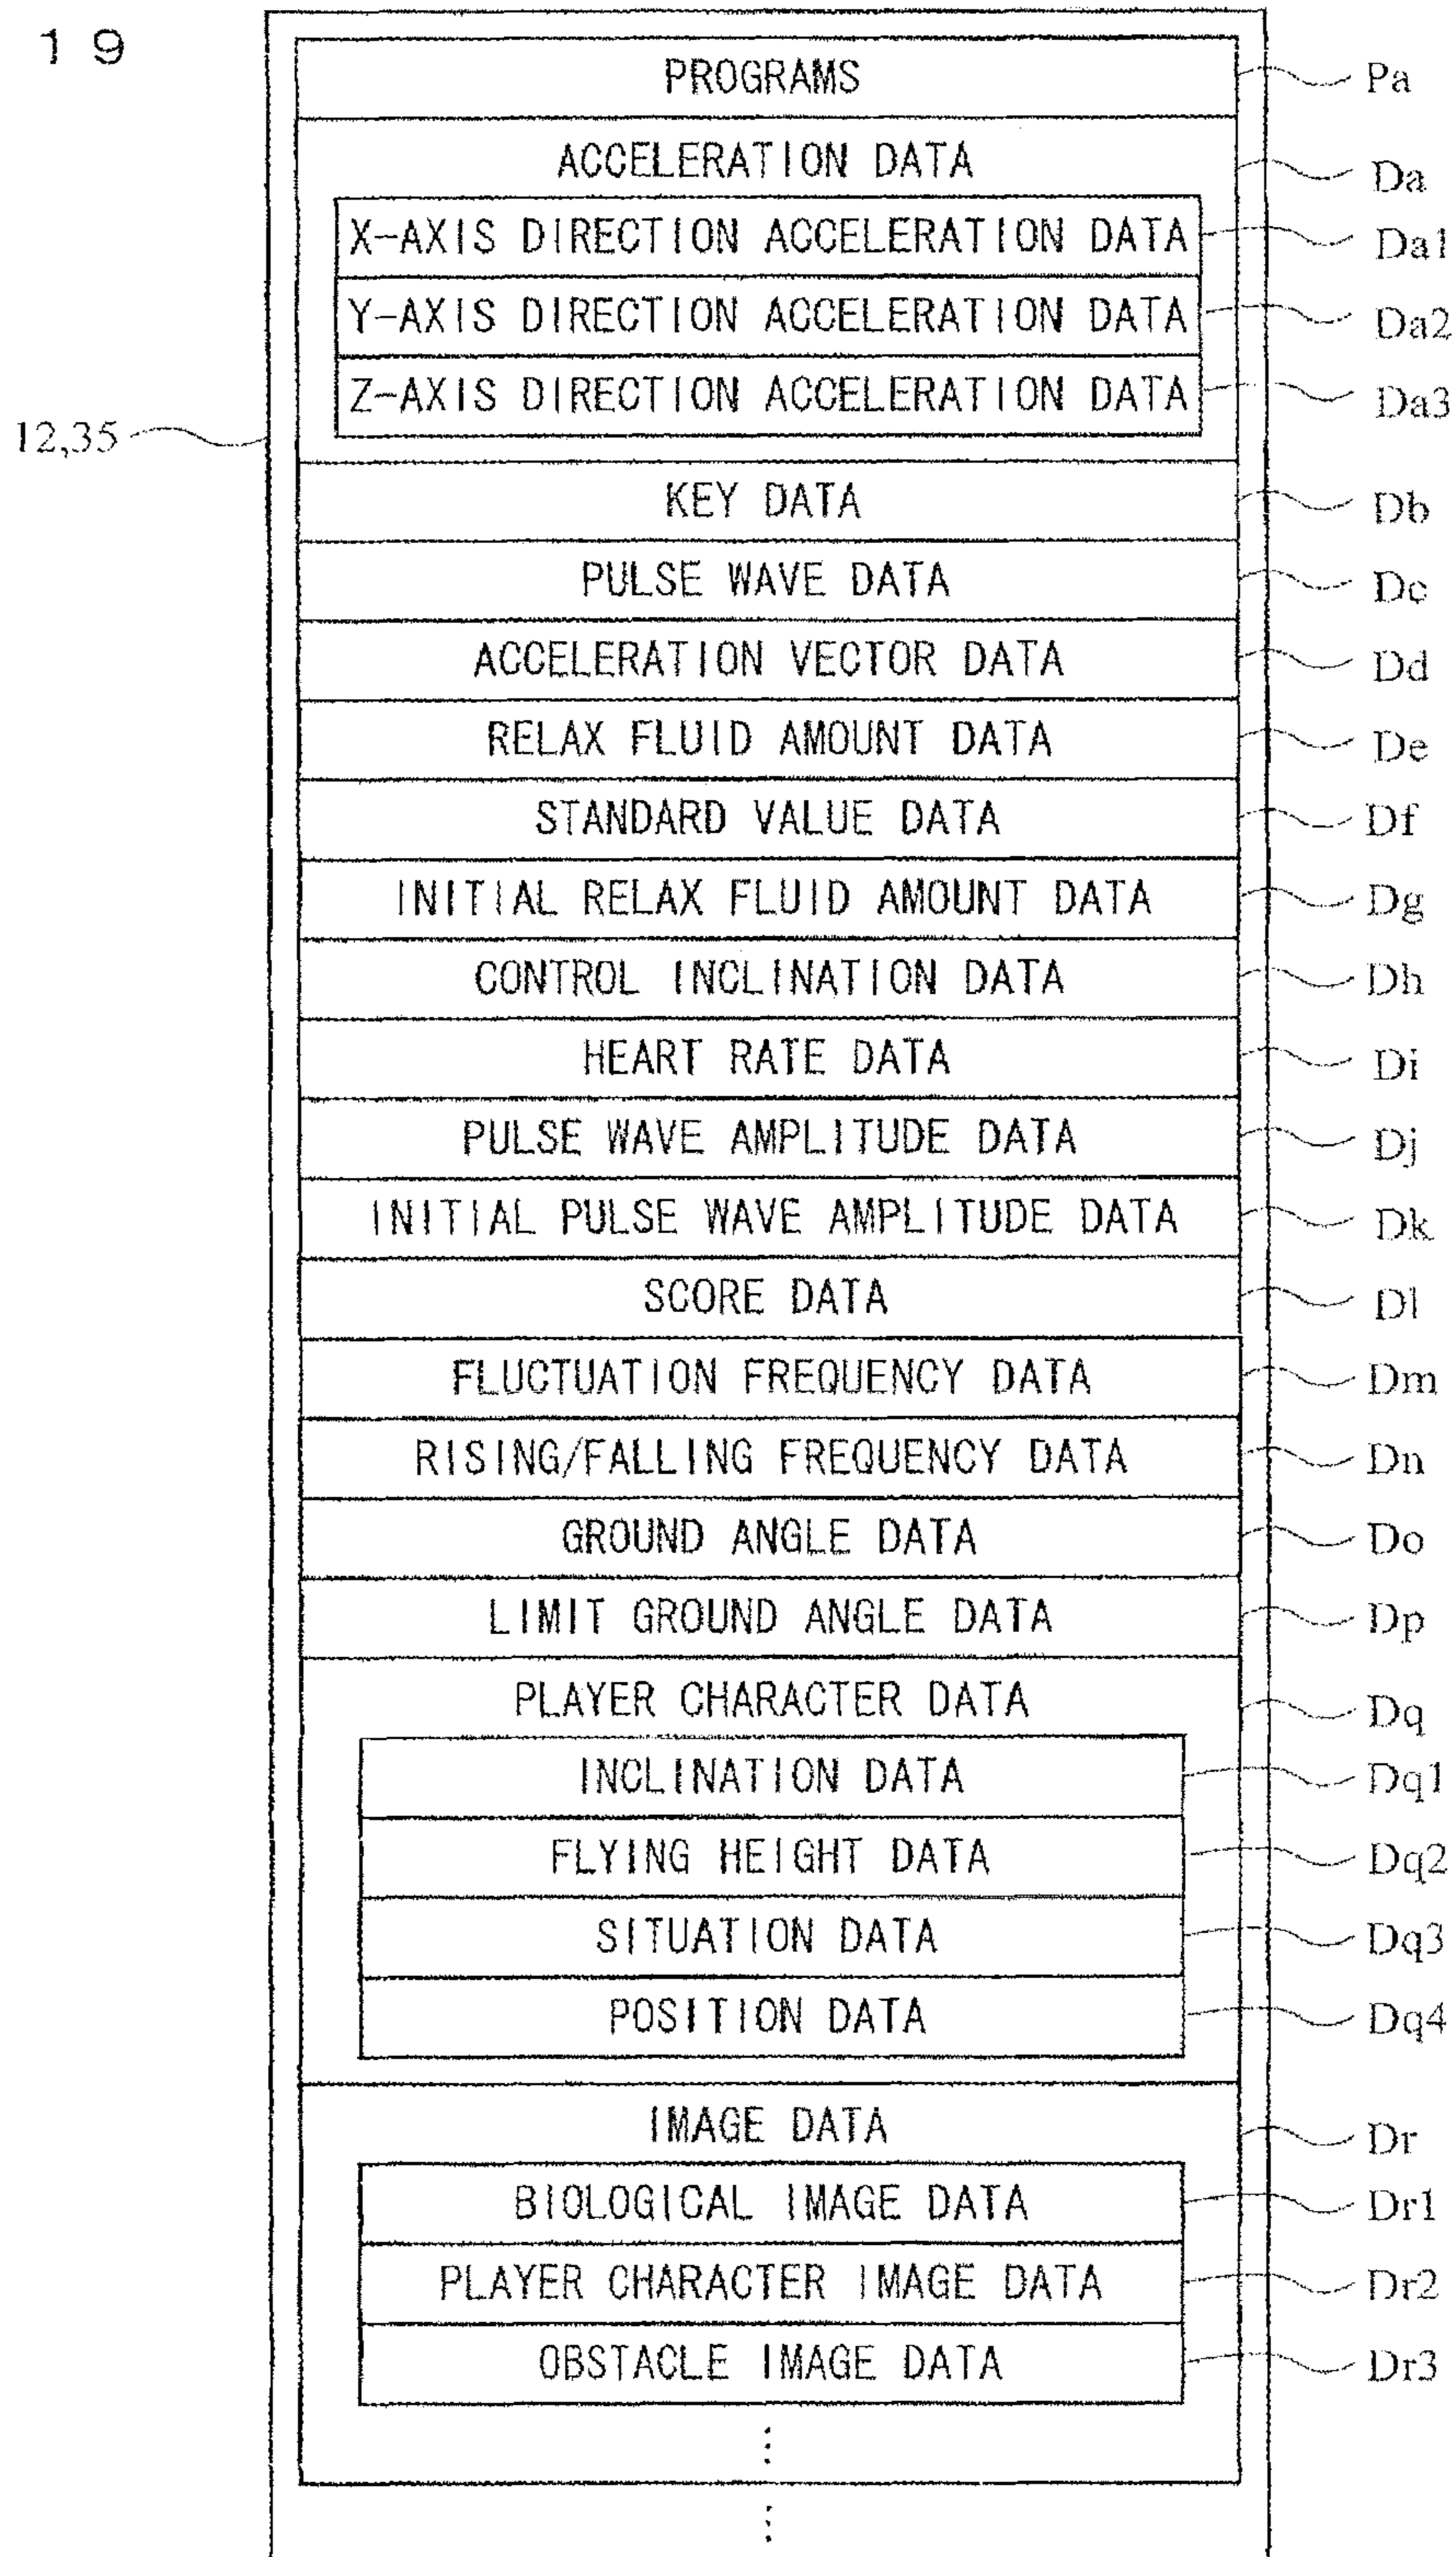 19
PROGRAMS Pa
ACCELERATION DATA Da
X-AXIS DIRECTION ACCELERATION DATA Da1
Y-AXIS DIRECTION ACCELERATION DATA Da2
Z-AXIS DIRECTION ACCELERATION DATA Da3
12,35
KEY DATA Db
PULSE WAVE DATA Dc
ACCELERATION VECTOR DATA Dd
RELAX FLUID AMOUNT DATA De
STANDARD VALUE DATA Df
INITIAL RELAX FLUID AMOUNT DATA Dg
CONTROL INCLINATION DATA Dh
HEART RATE DATA Di
PULSE WAVE AMPLITUDE DATA Dj
INITIAL PULSE WAVE AMPLITUDE DATA Dk
SCORE DATA Dl
FLUCTUATION FREQUENCY DATA Dm
RISING/FALLING FREQUENCY DATA Dn
GROUND ANGLE DATA Do
LIMIT GROUND ANGLE DATA Dp
PLAYER CHARACTER DATA Dq
INCLINATION DATA Dq1
FLYING HEIGHT DATA Dq2
SITUATION DATA Dq3
POSITION DATA Dq4
IMAGE DATA Dr
BIOLOGICAL IMAGE DATA Dr1
PLAYER CHARACTER IMAGE DATA Dr2
OBSTACLE IMAGE DATA Dr3